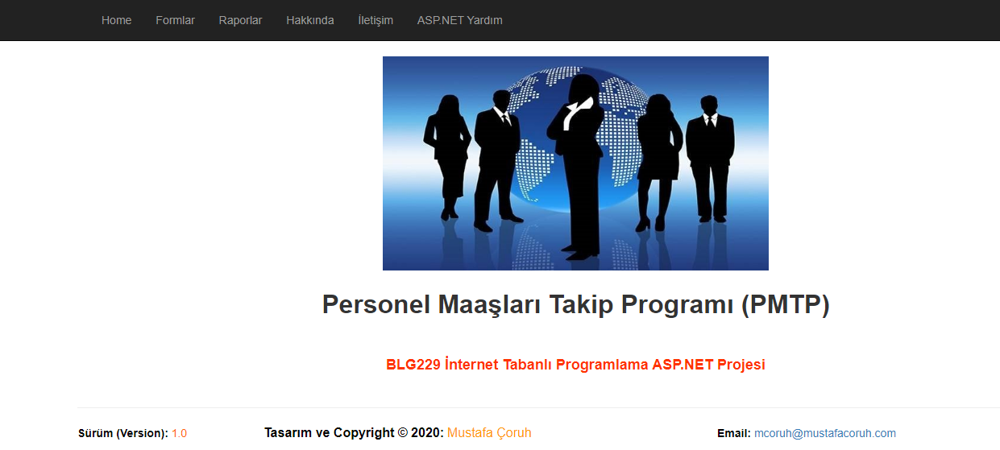 Home Formlar Raporlar Hakkında İletişim ASP.NET Yardım
Personel Maaşları Takip Programı (PMTP)
BLG229 İnternet Tabanlı Programlama ASP.NET Projesi
Sürüm (Version): 1.0 Tasarım ve Copyright © 2020: Mustafa Çoruh Email: mcoruh@mustafacoruh.com